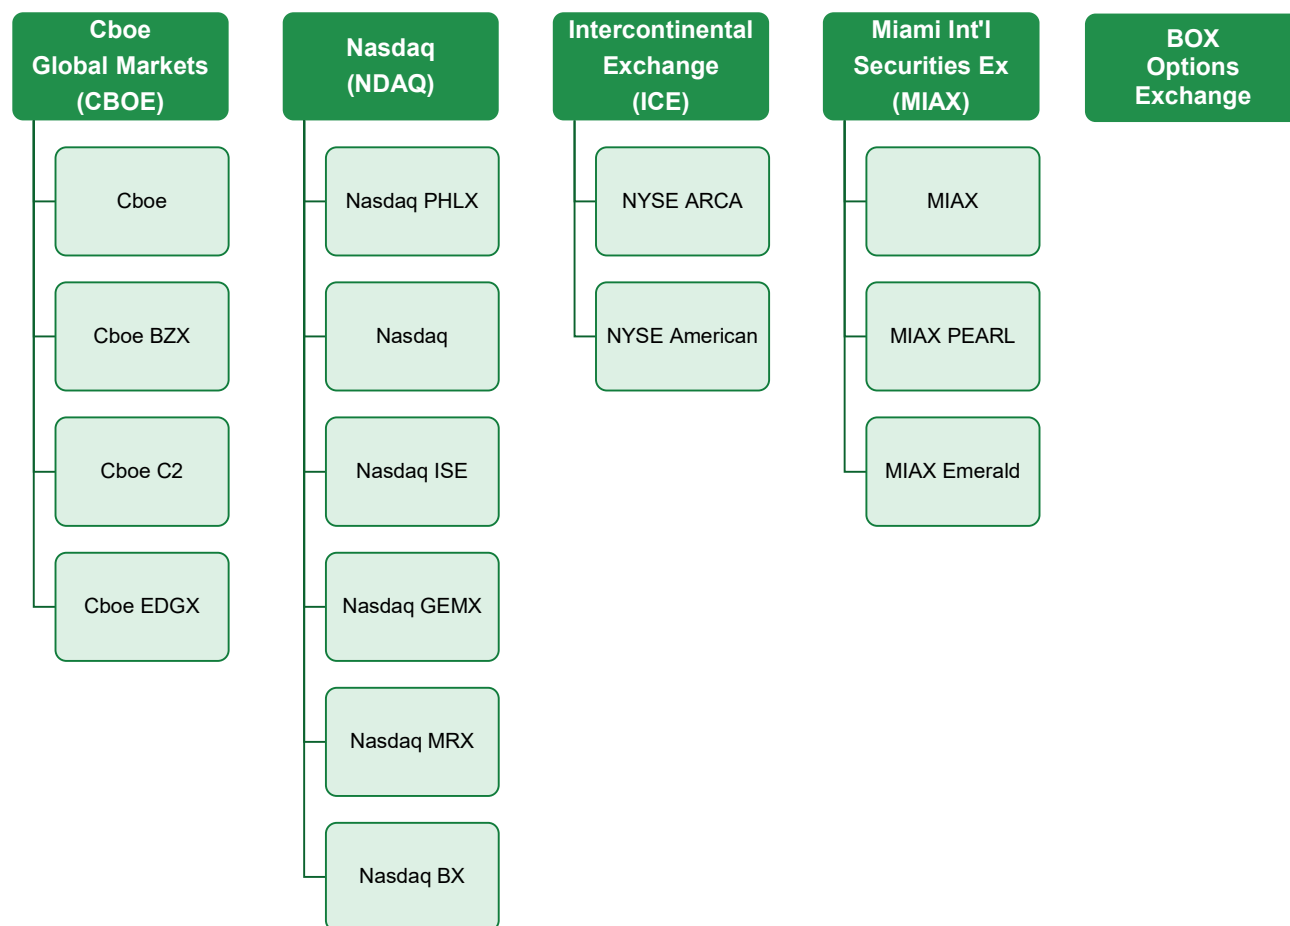 Cboe
Global Markets
(CBOE)
Cboe
Cboe BZX
Cboe C2
Cboe EDGX
Nasdaq
(NDAQ)
Nasdaq PHLX
Nasdaq
Nasdaq ISE
Nasdaq GEMX
Nasdaq MRX
Nasdaq BX
Intercontinental
Exchange
(ICE)
NYSE ARCA
NYSE American
Miami Int'l
Securities Ex
(MIAX)
MIAX
MIAX PEARL
MIAX Emerald
BOX
Options
Exchange